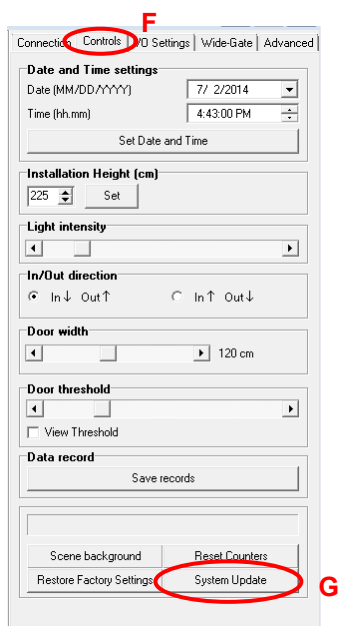 F
Connection Controls I/O Settings Wide-Gate Advanced
Date and Time settings
Date (MM/DD/YYYY) 7/ 2/2014
Time (hh.mm) 4:43:00 PM
Set Date and Time
Installation Height (cm)
225 Set
Light intensity
In/Out direction
In↓ Out↑ In↑ Out↓
Door width
120 cm
Door threshold
View Threshold
Data record
Save records
Scene background Reset Counters
Restore Factory Settings System Update G